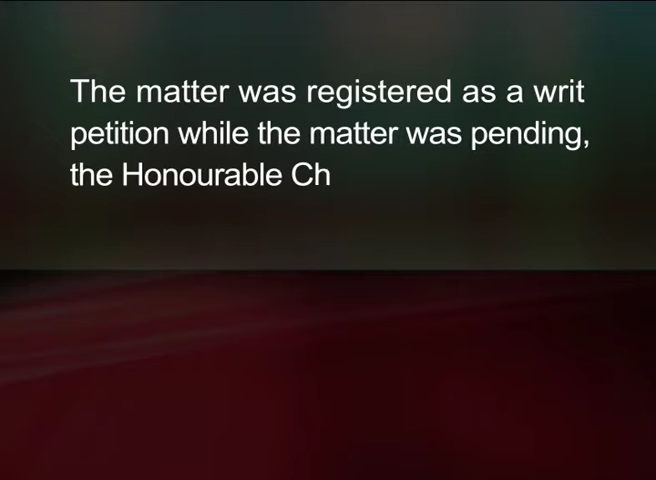 The matter was registered as a writ
petition while the matter was pending,
the Honourable Ch